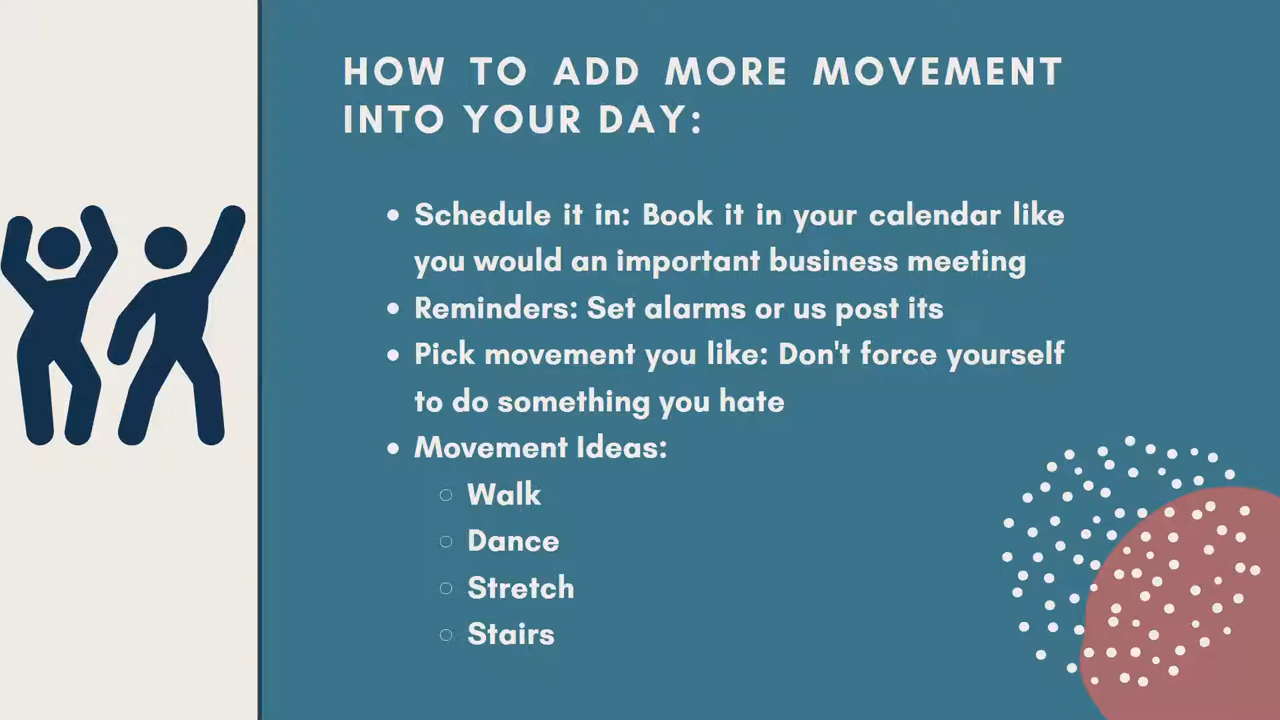 HOW TO ADD MORE MOVEMENT
INTO YOUR DAY:
• Schedule it in: Book it in your calendar like
you would an important business meeting
• Reminders: Set alarms or us post its
• Pick movement you like: Don't force yourself
to do something you hate
• Movement Ideas:
○ Walk
○ Dance
○ Stretch
○ Stairs